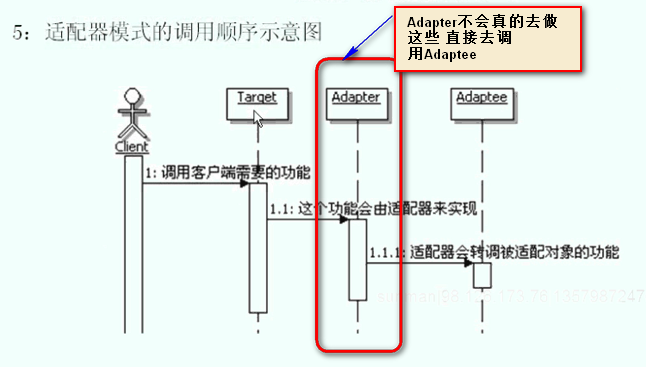 5：适配器模式的调用顺序示意图
Adapter不会真的去做
这些 直接去调
用Adaptee
Target
Adapter
Adaptee
Client
1: 调用客户端需要的功能
1.1: 这个功能会由适配器来实现
1.1.1: 适配器会转调被适配对象的功能